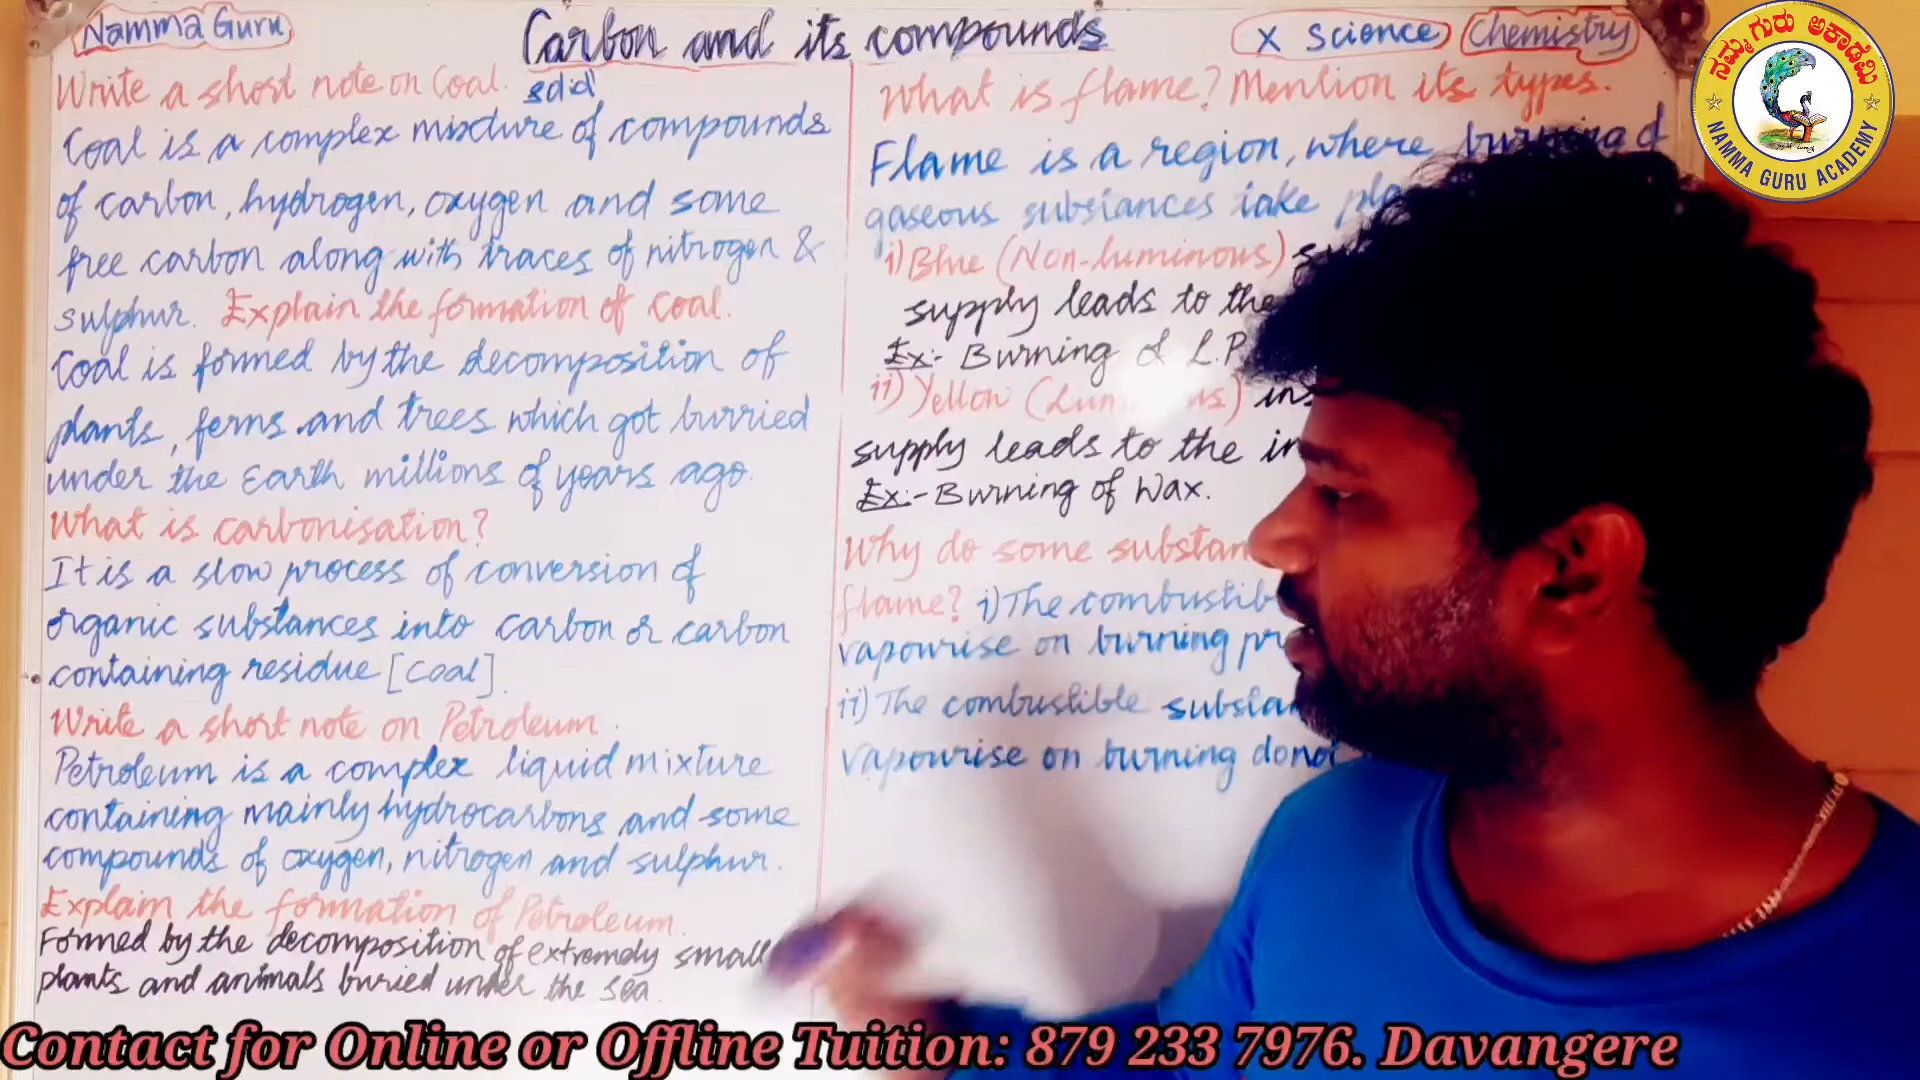 Namma Guru
Carbon and its compounds
X Science
Chemistry
Write a short note on Coal.
solid
Coal is a complex mixture of compounds
of carbon, hydrogen, oxygen and some
free carbon along with traces of nitrogen &
sulphur. Explain the formation of Coal.
Coal is formed by the decomposition of
plants, ferns and trees which got burried
under the Earth millions of years ago.
What is carbonisation?
It is a slow process of conversion of
organic substances into carbon or carbon
containing residue [Coal].
Write a short note on Petroleum.
Petroleum is a complex liquid mixture
containing mainly hydrocarbons and some
compounds of oxygen, nitrogen and sulphur.
Explain the formation of Petroleum.
Formed by the decomposition of extremely small
plants and animals buried under the sea
What is flame? Mention its types.
Flame is a region, where burning of
gaseous substances take
i) Blue (Non-luminous)
supply leads to the
Ex:- Burning of L.P.
ii) Yellow
supply leads to the
Ex:- Burning of Wax.
Why do some
flame? i) The
vapourise on burning
ii) The combustible
vapourise on burning donot
ನಮ್ಮ ಗುರು ಅಕಾಡೆಮಿ
NAMMA GURU ACADEMY
Contact for Online or Offline Tuition: 879 233 7976. Davangere